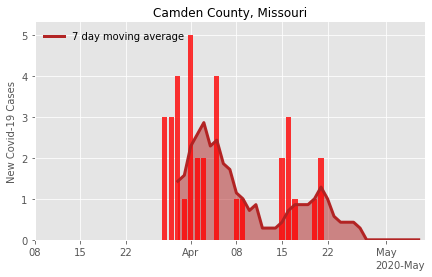 Camden County, Missouri
7 day moving average
New Covid-19 Cases
5
4
3
2
1
0
08 15 22 Apr 08 15 22 May
2020-May